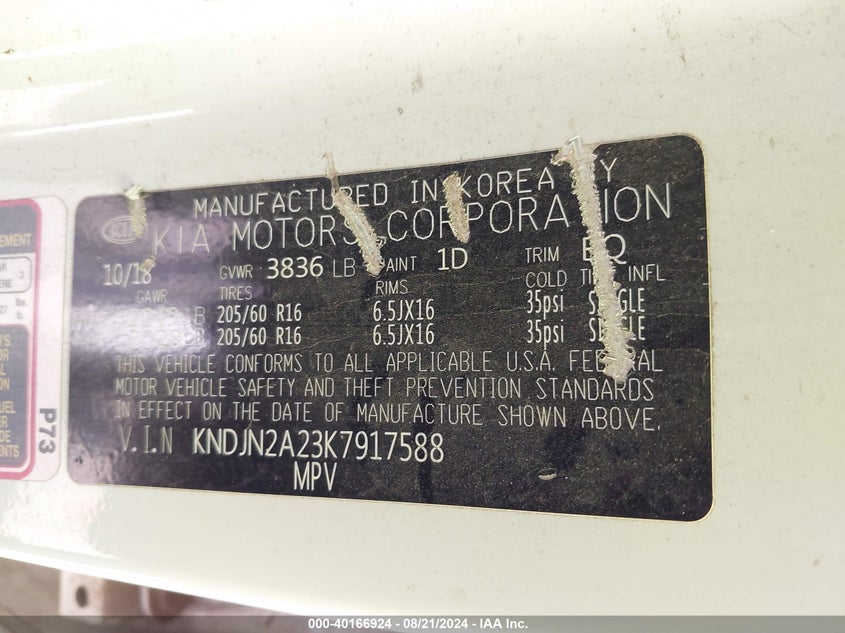 MANUFACTURED IN KOREA BY
KIA KIA MOTORS CORPORATION
10/18 GVWR 3836 LB PAINT 1D TRIM EQ
GAWR TIRES RIMS COLD TIRE INFL
LB 205/60 R16 6.5JX16 35psi SINGLE
LB 205/60 R16 6.5JX16 35psi SINGLE
THIS VEHICLE CONFORMS TO ALL APPLICABLE U.S.A. FEDERAL
MOTOR VEHICLE SAFETY AND THEFT PREVENTION STANDARDS
IN EFFECT ON THE DATE OF MANUFACTURE SHOWN ABOVE.
V.I.N KNDJN2A23K7917588
MPV
P73
000-40166924 - 08/21/2024 - IAA Inc.